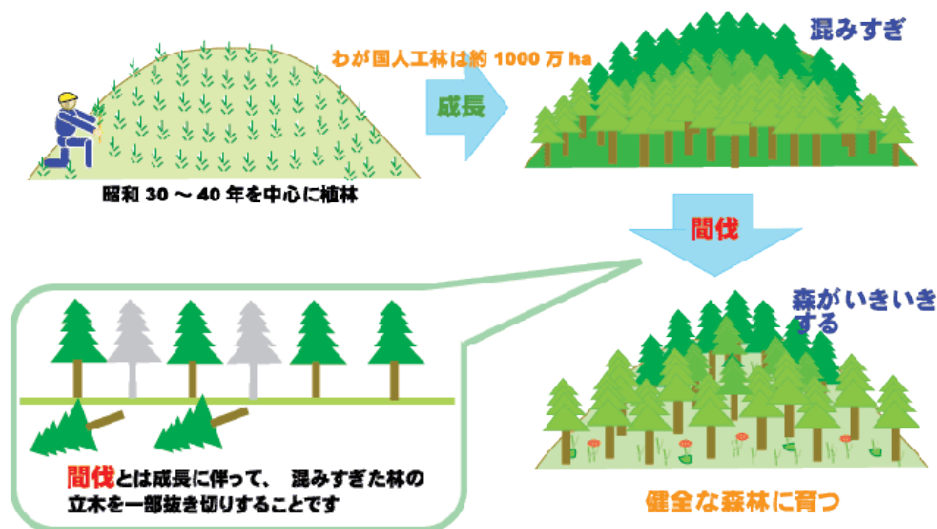 わが国人工林は約 1000 万 ha
成長
混みすぎ
昭和 30 ~ 40 年を中心に植林
間伐
森がいきいき
する
間伐とは成長に伴って、 混みすぎた林の
立木を一部抜き切りすることです
健全な森林に育つ